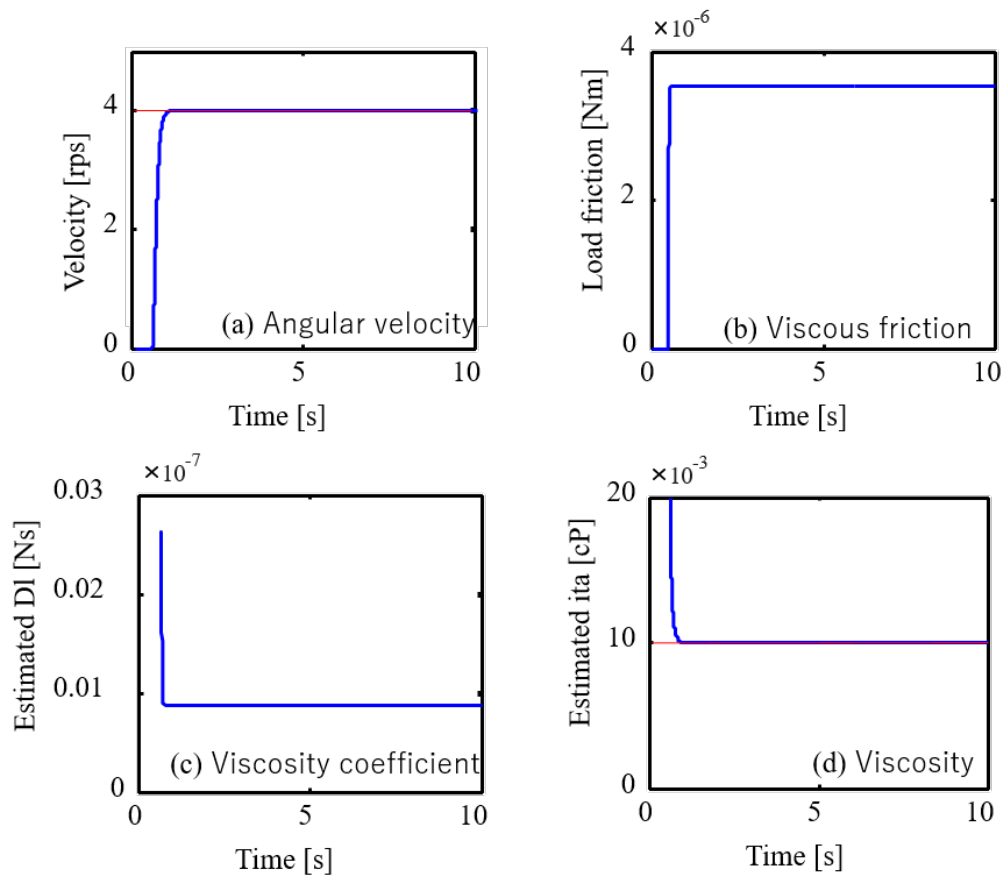 Velocity [rps]
4
2
0
(a) Angular velocity
0 5 10
Time [s]
×10-6
Load friction [Nm]
4
2
0
(b) Viscous friction
0 5 10
Time [s]
×10-7
Estimated Dl [Ns]
0.03
0.02
0.01
0
(c) Viscosity coefficient
0 5 10
Time [s]
×10-3
Estimated ita [cP]
20
10
0
(d) Viscosity
0 5 10
Time [s]